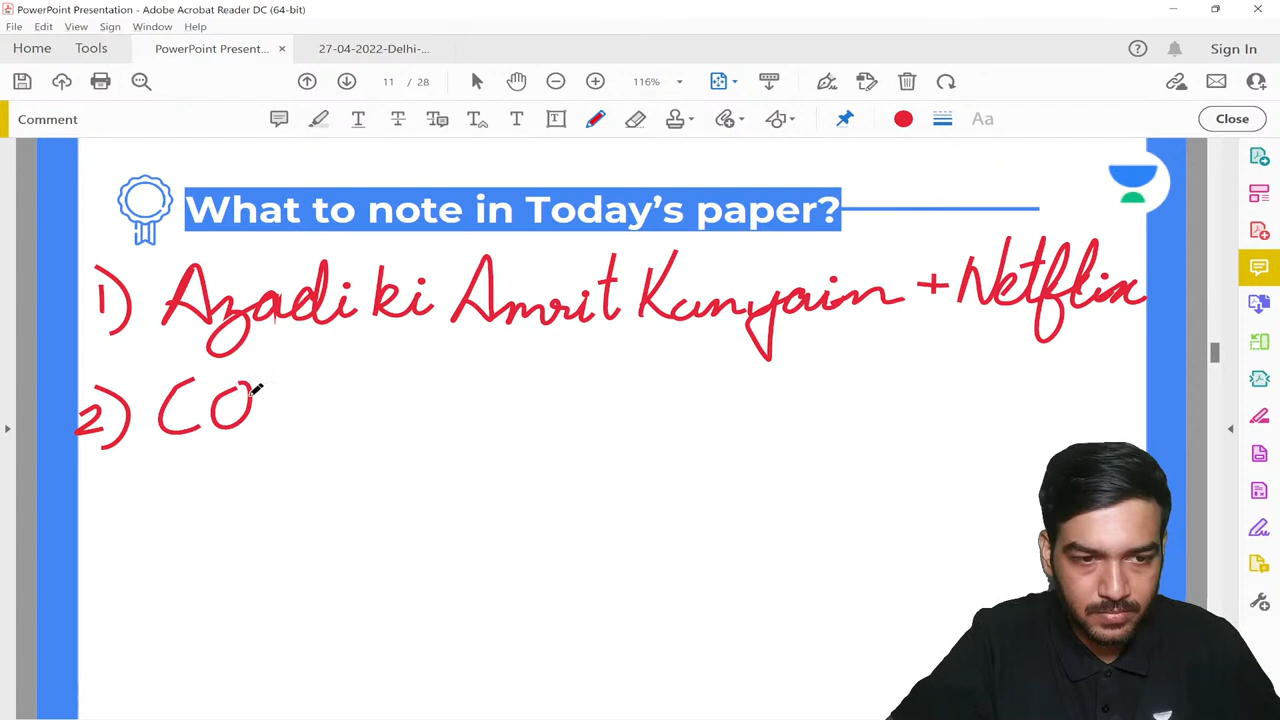 PowerPoint Presentation - Adobe Acrobat Reader DC (64-bit)
File Edit View Sign Window Help
Home Tools PowerPoint Present... × 27-04-2022-Delhi-... Sign In
11 / 28 116%
Comment Aa Close
What to note in Today's paper?
1) Azadi ki Amrit Kahaniyain + Netflix
2) CO